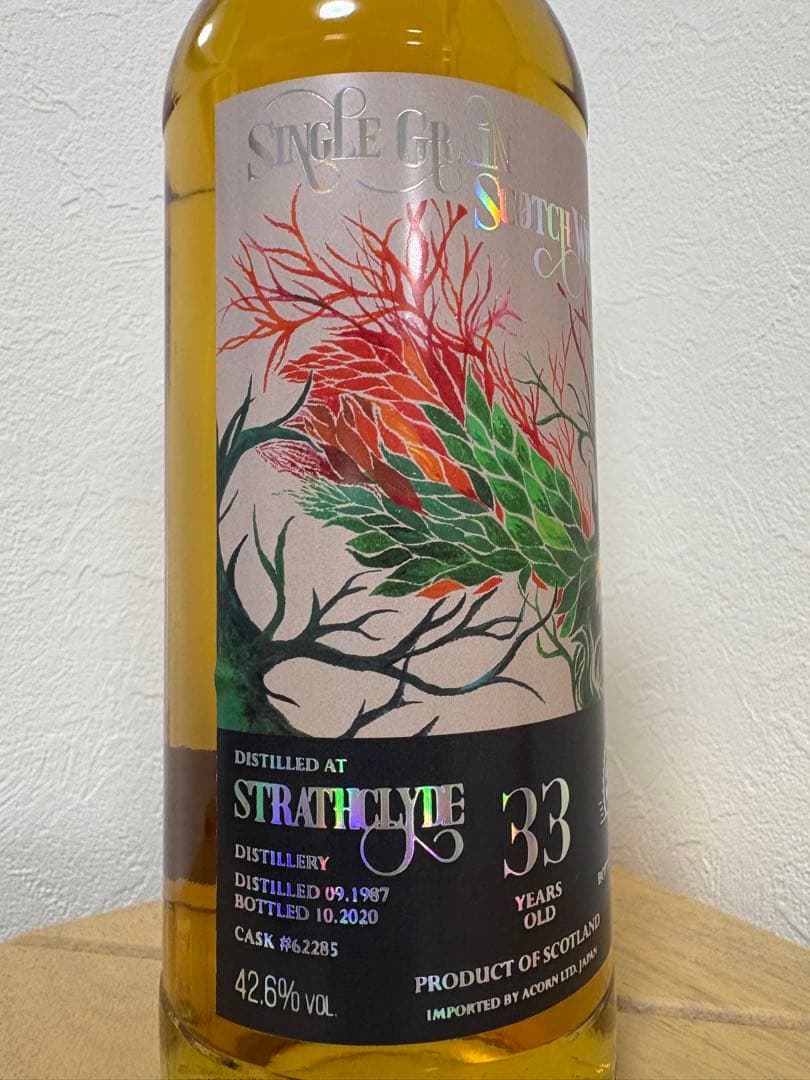 SINGLE GRAIN
SCOTCH
DISTILLED AT
STRATHCLYDE
DISTILLERY
DISTILLED 09.1987
BOTTLED 10.2020
CASK #62285
42.6% VOL.
33
YEARS
OLD
PRODUCT OF SCOTLAND
IMPORTED BY ACORN LTD. JAPAN